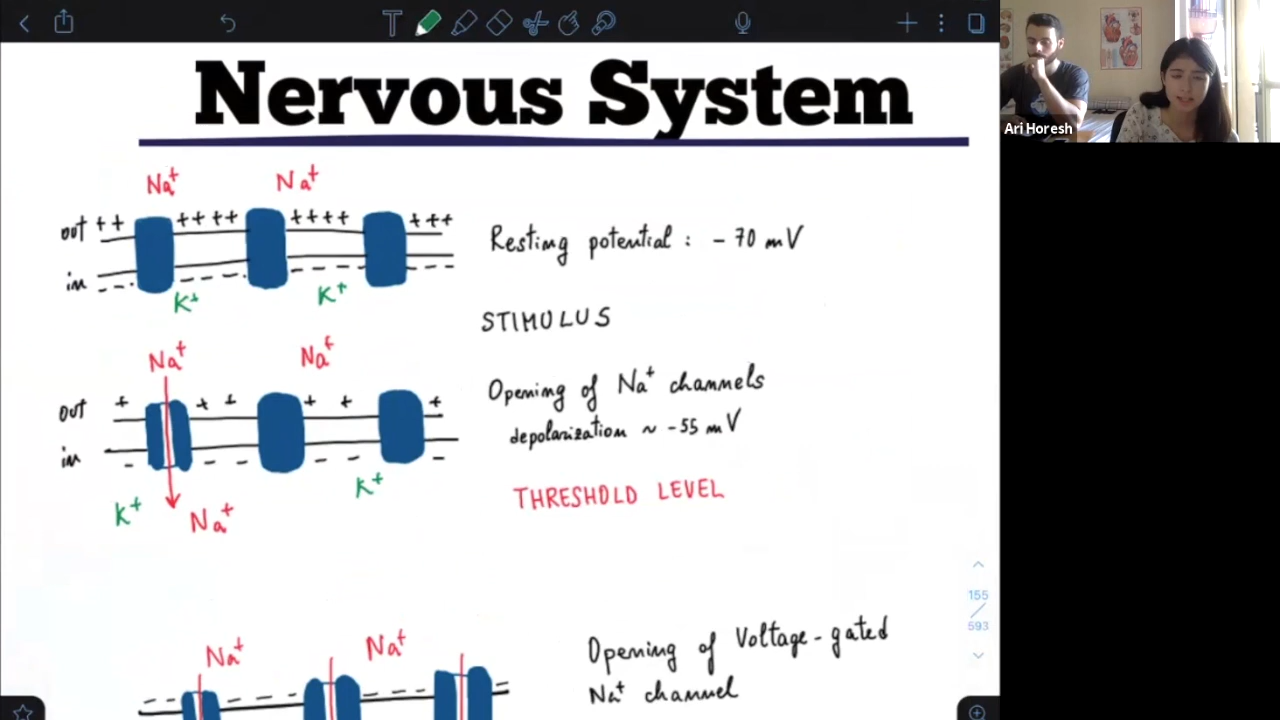 Nervous System
Ari Horesh
Na+ Na+
out ++ ++++ ++++ +++
in
K+ K+
Resting potential : - 70 mV
STIMULUS
Na+ Na+
out + + + + + +
in
K+ Na+ K+
Opening of Na+ channels
depolarization ~ -55 mV
THRESHOLD LEVEL
155
593
Na+ Na+
Opening of Voltage-gated
Na+ channel